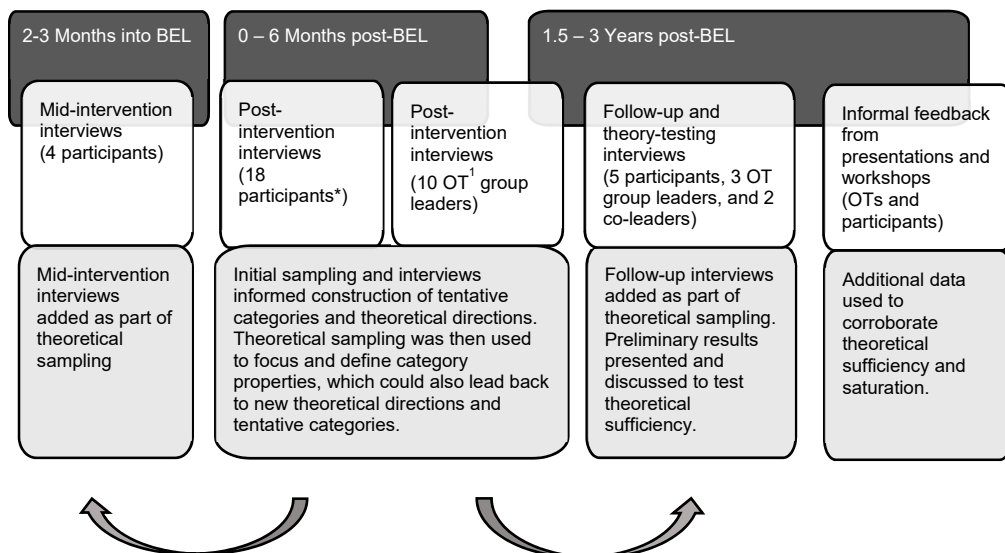 2-3 Months into BEL
0 – 6 Months post-BEL
1.5 – 3 Years post-BEL
Mid-intervention
interviews
(4 participants)
Post-
intervention
interviews
(18
participants*)
Post-
intervention
interviews
(10 OT¹ group
leaders)
Follow-up and
theory-testing
interviews
(5 participants, 3 OT
group leaders, and 2
co-leaders)
Informal feedback
from
presentations and
workshops
(OTs and
participants)
Mid-intervention
interviews
added as part of
theoretical
sampling
Initial sampling and interviews
informed construction of tentative
categories and theoretical directions.
Theoretical sampling was then used
to focus and define category
properties, which could also lead back
to new theoretical directions and
tentative categories.
Follow-up interviews
added as part of
theoretical sampling.
Preliminary results
presented and
discussed to test
theoretical
sufficiency.
Additional data
used to
corroborate
theoretical
sufficiency and
saturation.